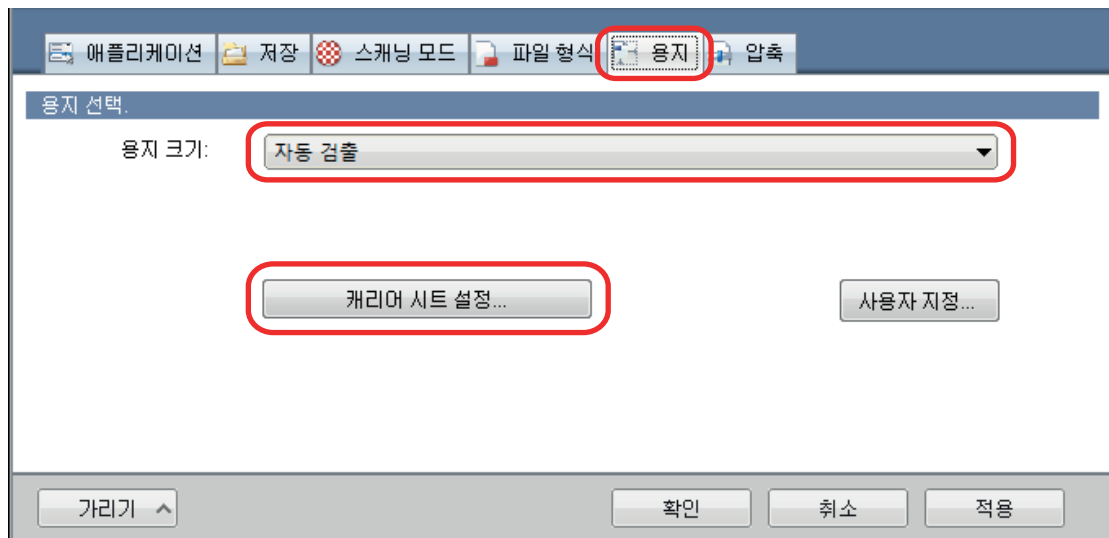 애플리케이션 저장 스캐닝 모드 파일 형식 용지 압축
용지 선택.
용지 크기: 자동 검출
캐리어 시트 설정... 사용자 지정...
가리기 확인 취소 적용